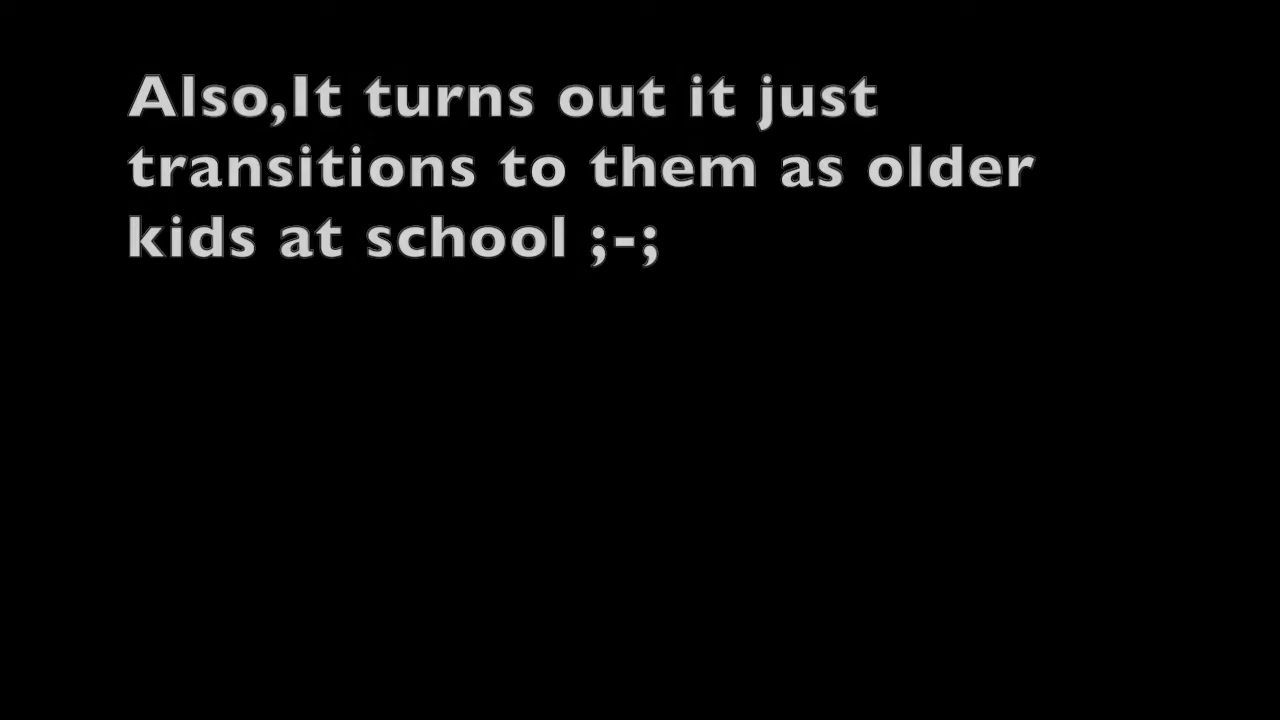 Also,It turns out it just
transitions to them as older
kids at school ;-;